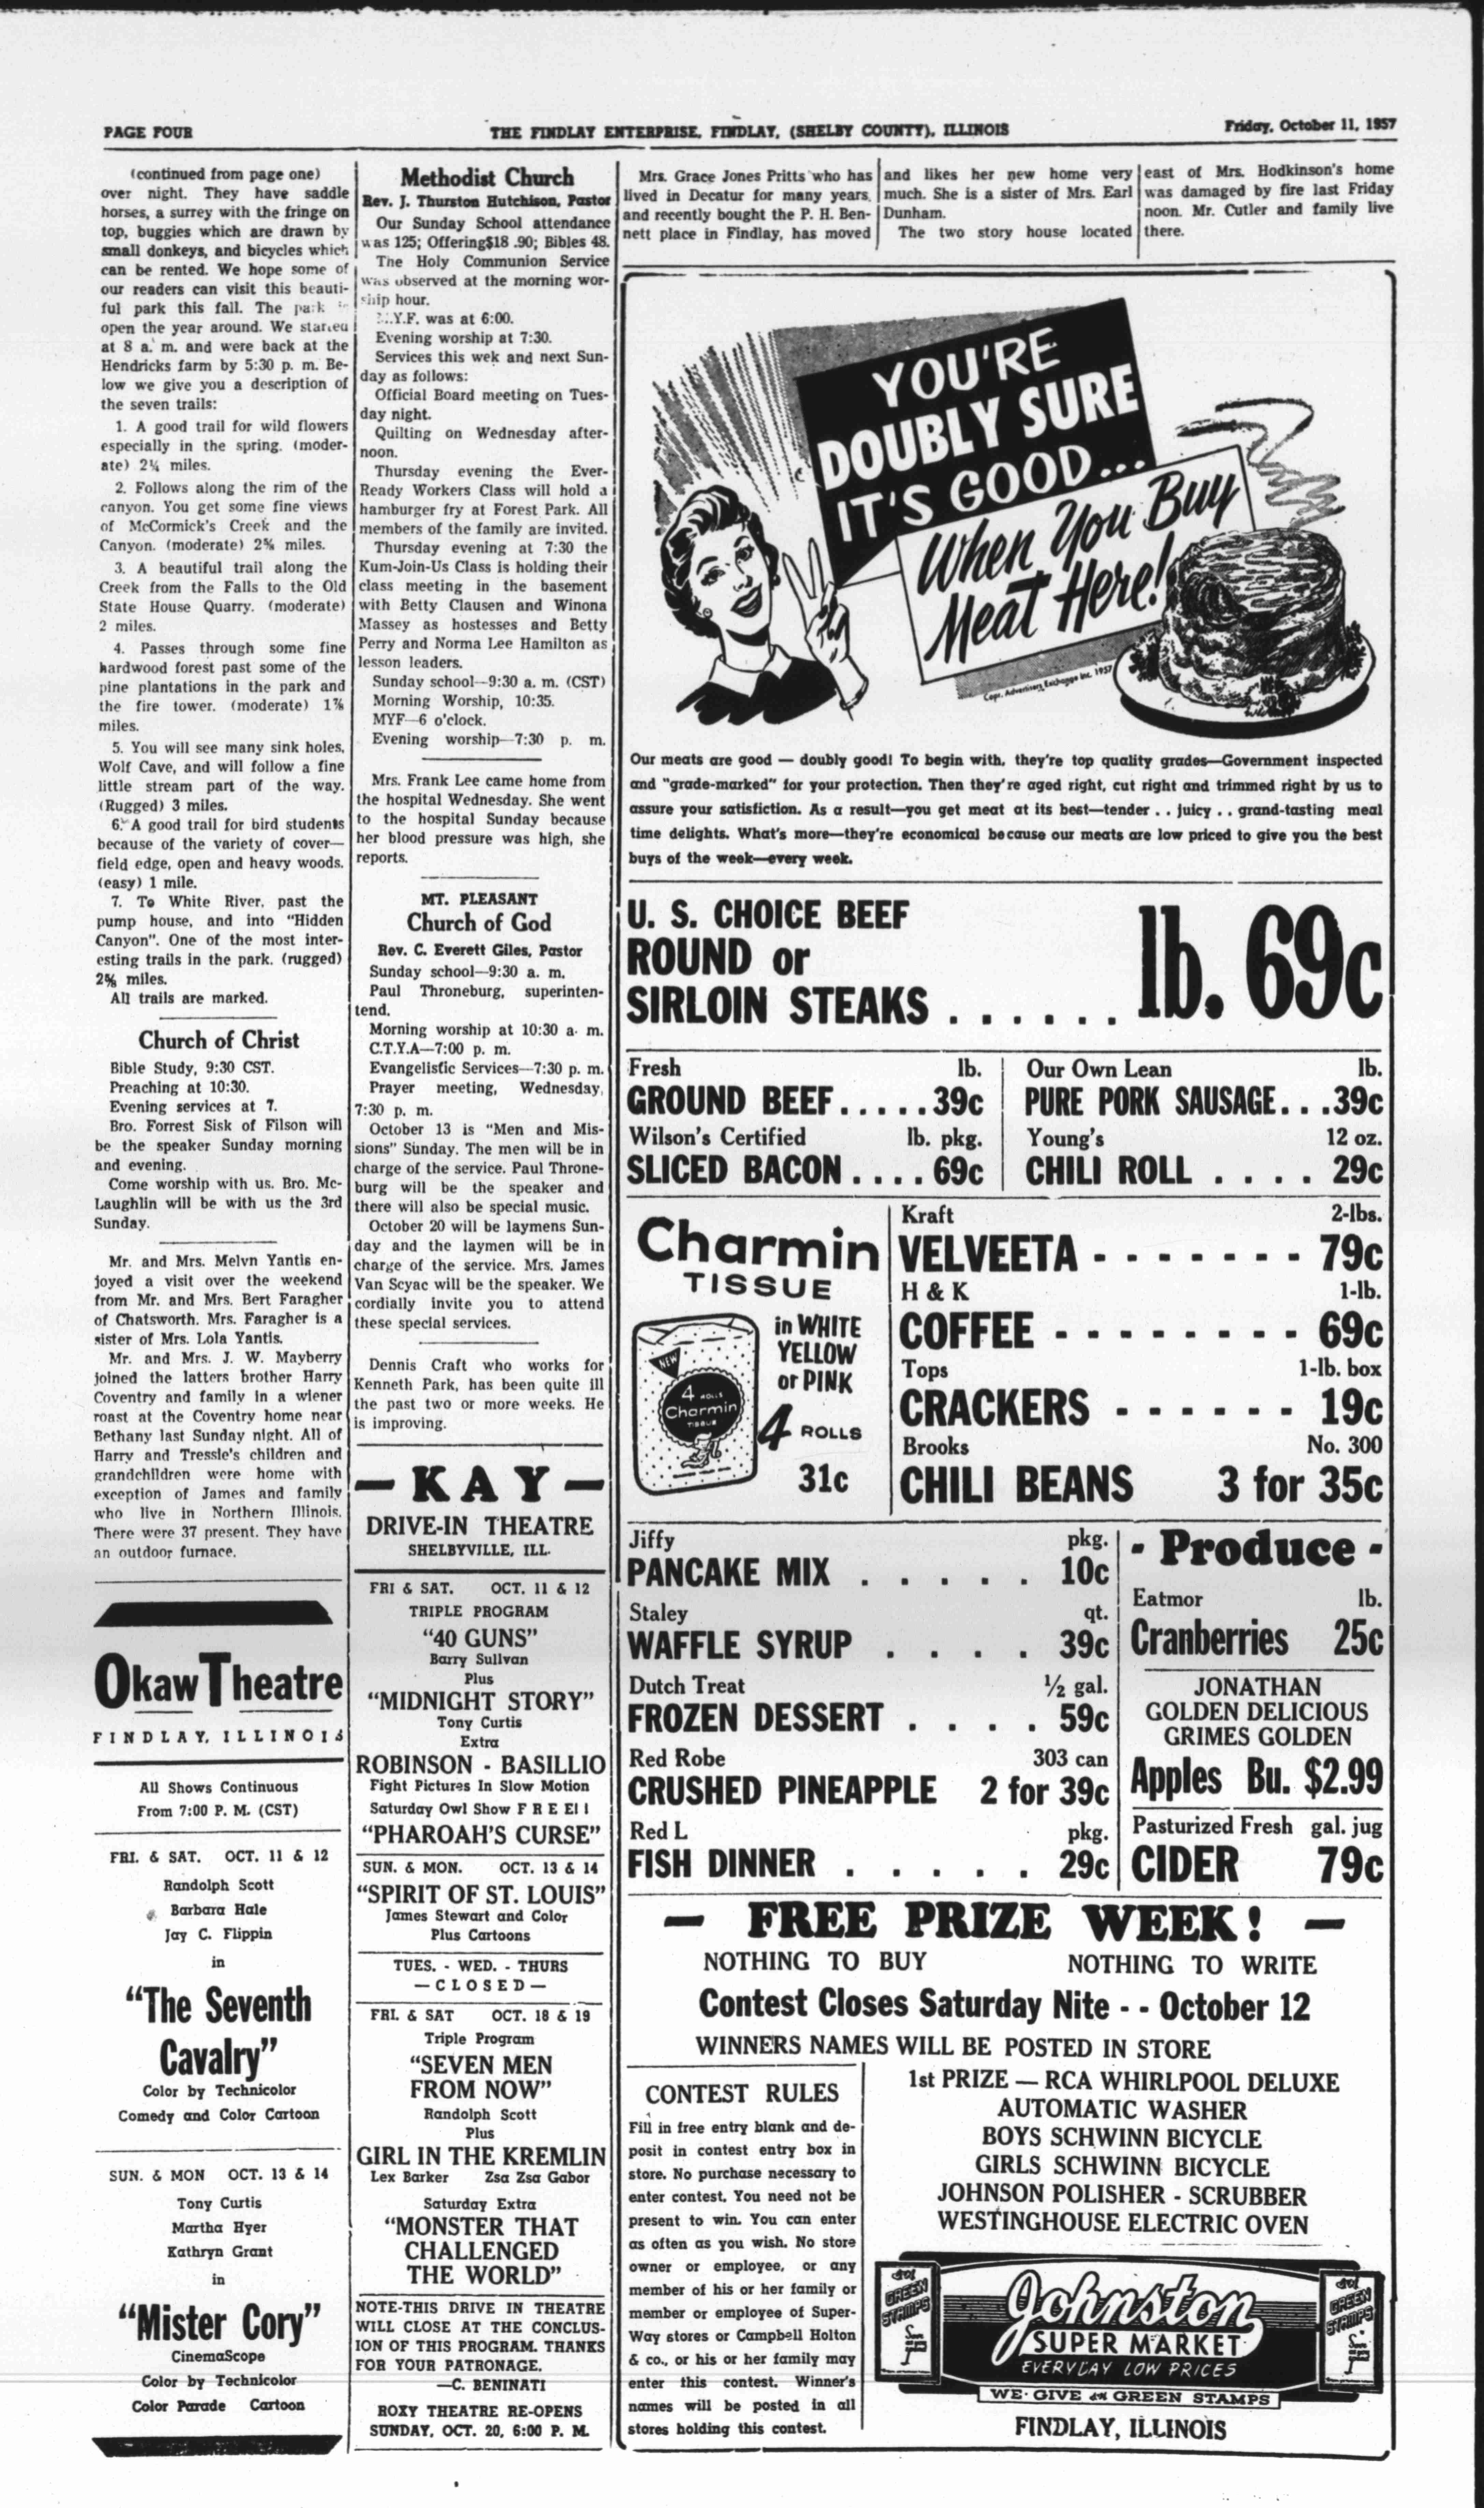 PAGE FOUR
THE FINDLAY ENTERPRISE, FINDLAY, (SHELBY COUNTY), ILLINOIS
Friday, October 11, 1957
(continued from page one)
over night. They have saddle
horses, a surrey with the fringe on
top, buggies which are drawn by
small donkeys, and bicycles which
can be rented. We hope some of
our readers can visit this beauti-
ful park this fall. The park
open the year around. We started
at 8 a. m. and were back at the
Hendricks farm by 5:30 p. m. Be-
low we give you a description of
the seven trails:
1. A good trail for wild flowers
especially in the spring. (moder-
ate) 2¼ miles.
2. Follows along the rim of the
canyon. You get some fine views
of McCormick's Creek and the
Canyon. (moderate) miles.
3. A beautiful trail along the
Creek from the Falls to the Old
State House Quarry. (moderate)
2 miles.
4. Passes through some fine
hardwood forest past some of the
pine plantations in the park and
the fire tower. (moderate)
miles.
5. You will see many sink holes,
Wolf Cave, and will follow a fine
little stream part of the way.
(Rugged) 3 miles.
6. A good trail for bird students
because of the variety of cover—
field edge, open and heavy woods.
(easy) 1 mile.
7. To White River, past the
pump house, and into "Hidden
Canyon". One of the most inter-
esting trails in the park. (rugged)
miles.
All trails are marked.
Church of Christ
Bible Study, 9:30 CST.
Preaching at 10:30.
Evening services at 7.
Bro. Forrest Sisk of Filson will
be the speaker Sunday morning
and evening.
Come worship with us. Bro. Mc-
Laughlin will be with us the 3rd
Sunday.
Mr. and Mrs. Melvn Yantis en-
joyed a visit over the weekend
from Mr. and Mrs. Bert Faragher
of Chatsworth. Mrs. Faragher is a
sister of Mrs. Lola Yantis.
Mr. and Mrs. J. W. Mayberry
joined the latters brother Harry
Coventry and family in a wiener
roast at the Coventry home near
Bethany last Sunday night. All of
Harry and Tressie's children and
grandchildren were home with
exception of James and family
who live in Northern Illinois.
There were 37 present. They have
an outdoor furnace.
Okaw Theatre
FINDLAY, ILLINOIS
All Shows Continuous
From 7:00 P. M. (CST)
FRI. & SAT. OCT. 11 & 12
Randolph Scott
Barbara Hale
Jay C. Flippin
in
"The Seventh
Cavalry"
Color by Technicolor
Comedy and Color Cartoon
SUN. & MON OCT. 13 & 14
Tony Curtis
Martha Hyer
Kathryn Grant
in
"Mister Cory"
CinemaScope
Color by Technicolor
Color Parade Cartoon
Methodist Church
Rev. J. Thurston Hutchison, Pastor
Our Sunday School attendance
was 125; Offering$18 .90; Bibles 48.
The Holy Communion Service
was observed at the morning wor-
ship hour.
M.Y.F. was at 6:00.
Evening worship at 7:30.
Services this wek and next Sun-
day as follows:
Official Board meeting on Tues-
day night.
Quilting on Wednesday after-
noon.
Thursday evening the Ever-
Ready Workers Class will hold a
hamburger fry at Forest Park. All
members of the family are invited.
Thursday evening at 7:30 the
Kum-Join-Us Class is holding their
class meeting in the basement
with Betty Clausen and Winona
Massey as hostesses and Betty
Perry and Norma Lee Hamilton as
lesson leaders.
Sunday school—9:30 a. m. (CST)
Morning Worship, 10:35.
MYF—6 o'clock.
Evening worship—7:30 p. m.
Mrs. Frank Lee came home from
the hospital Wednesday. She went
to the hospital Sunday because
her blood pressure was high, she
reports.
MT. PLEASANT
Church of God
Rev. C. Everett Giles, Pastor
Sunday school—9:30 a. m.
Paul Throneburg, superinten-
tend.
Morning worship at 10:30 a. m.
C.T.Y.A—7:00 p. m.
Evangelistic Services—7:30 p. m.
Prayer meeting, Wednesday,
7:30 p. m.
October 13 is "Men and Mis-
sions" Sunday. The men will be in
charge of the service. Paul Throne-
burg will be the speaker and
there will also be special music.
October 20 will be laymens Sun-
day and the laymen will be in
charge of the service. Mrs. James
Van Scyac will be the speaker. We
cordially invite you to attend
these special services.
Dennis Craft who works for
Kenneth Park, has been quite ill
the past two or more weeks. He
is improving.
— K A Y —
DRIVE-IN THEATRE
SHELBYVILLE, ILL.
FRI & SAT. OCT. 11 & 12
TRIPLE PROGRAM
"40 GUNS"
Barry Sullvan
Plus
"MIDNIGHT STORY"
Tony Curtis
Extra
ROBINSON - BASILLIO
Fight Pictures In Slow Motion
Saturday Owl Show F R E E! !
"PHAROAH'S CURSE"
SUN. & MON. OCT. 13 & 14
"SPIRIT OF ST. LOUIS"
James Stewart and Color
Plus Cartoons
TUES. - WED. - THURS
— C L O S E D —
FRI. & SAT OCT. 18 & 19
Triple Program
"SEVEN MEN
FROM NOW"
Randolph Scott
Plus
GIRL IN THE KREMLIN
Lex Barker Zsa Zsa Gabor
Saturday Extra
"MONSTER THAT
CHALLENGED
THE WORLD"
NOTE-THIS DRIVE IN THEATRE
WILL CLOSE AT THE CONCLUS-
ION OF THIS PROGRAM. THANKS
FOR YOUR PATRONAGE.
—C. BENINATI
ROXY THEATRE RE-OPENS
SUNDAY, OCT. 20, 6:00 P. M.
Mrs. Grace Jones Pritts who has
lived in Decatur for many years,
and recently bought the P. H. Ben-
nett place in Findlay, has moved
and likes her new home very
much. She is a sister of Mrs. Earl
Dunham.
The two story house located
east of Mrs. Hodkinson's home
was damaged by fire last Friday
noon. Mr. Cutler and family live
there.
YOU'RE
DOUBLY SURE
IT'S GOOD...
When You Buy
Meat Here!
Copr. Advertisers Exchange Inc. 1957
Our meats are good — doubly good! To begin with, they're top quality grades—Government inspected
and "grade-marked" for your protection. Then they're aged right, cut right and trimmed right by us to
assure your satisfiction. As a result—you get meat at its best—tender . . juicy . . grand-tasting meal
time delights. What's more—they're economical because our meats are low priced to give you the best
buys of the week—every week.
U. S. CHOICE BEEF
ROUND or
SIRLOIN STEAKS . . . . . . lb. 69c
Fresh lb.
GROUND BEEF . . . . . 39c
Wilson's Certified lb. pkg.
SLICED BACON . . . . 69c
Our Own Lean lb.
PURE PORK SAUSAGE . . . 39c
Young's 12 oz.
CHILI ROLL . . . . 29c
Charmin
TISSUE
in WHITE
YELLOW
or PINK
NEW
4 ROLLS
Charmin
TISSUE
4 ROLLS
31c
Kraft 2-lbs.
VELVEETA - - - - - - - 79c
H & K 1-lb.
COFFEE - - - - - - - - 69c
Tops 1-lb. box
CRACKERS - - - - - - 19c
Brooks No. 300
CHILI BEANS 3 for 35c
Jiffy pkg.
PANCAKE MIX . . . . . 10c
Staley qt.
WAFFLE SYRUP . . . . 39c
Dutch Treat ½ gal.
FROZEN DESSERT . . . . 59c
Red Robe 303 can
CRUSHED PINEAPPLE 2 for 39c
Red L pkg.
FISH DINNER . . . . . 29c
- Produce -
Eatmor lb.
Cranberries 25c
JONATHAN
GOLDEN DELICIOUS
GRIMES GOLDEN
Apples Bu. $2.99
Pasturized Fresh gal. jug
CIDER 79c
— FREE PRIZE WEEK! —
NOTHING TO BUY NOTHING TO WRITE
Contest Closes Saturday Nite - - October 12
WINNERS NAMES WILL BE POSTED IN STORE
CONTEST RULES
Fill in free entry blank and de-
posit in contest entry box in
store. No purchase necessary to
enter contest. You need not be
present to win. You can enter
as often as you wish. No store
owner or employee, or any
member of his or her family or
member or employee of Super-
Way stores or Campbell Holton
& co., or his or her family may
enter this contest. Winner's
names will be posted in all
stores holding this contest.
1st PRIZE — RCA WHIRLPOOL DELUXE
AUTOMATIC WASHER
BOYS SCHWINN BICYCLE
GIRLS SCHWINN BICYCLE
JOHNSON POLISHER - SCRUBBER
WESTINGHOUSE ELECTRIC OVEN
GREEN
STAMPS
Johnston
SUPER MARKET
EVERYDAY LOW PRICES
WE GIVE GREEN STAMPS
GREEN
STAMPS
FINDLAY, ILLINOIS